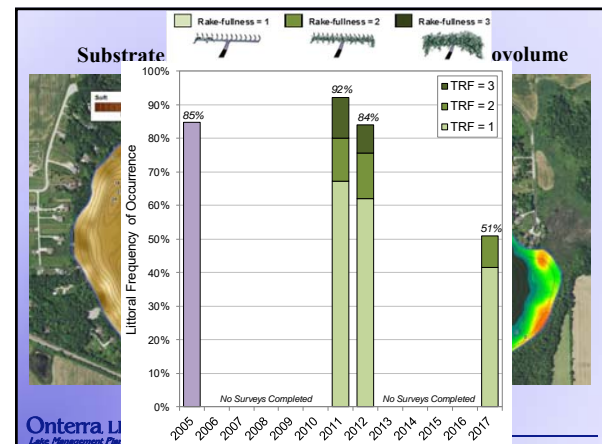 Rake-fullness = 1 Rake-fullness = 2 Rake-fullness = 3
Substrate
Littoral Frequency of Occurrence
100%
90%
80%
70%
60%
50%
40%
30%
20%
10%
0%
85%
92%
84%
51%
TRF = 3
TRF = 2
TRF = 1
No Surveys Completed
No Surveys Completed
2005 2006 2007 2008 2009 2010 2011 2012 2013 2014 2015 2016 2017
Onterra
Lake Management